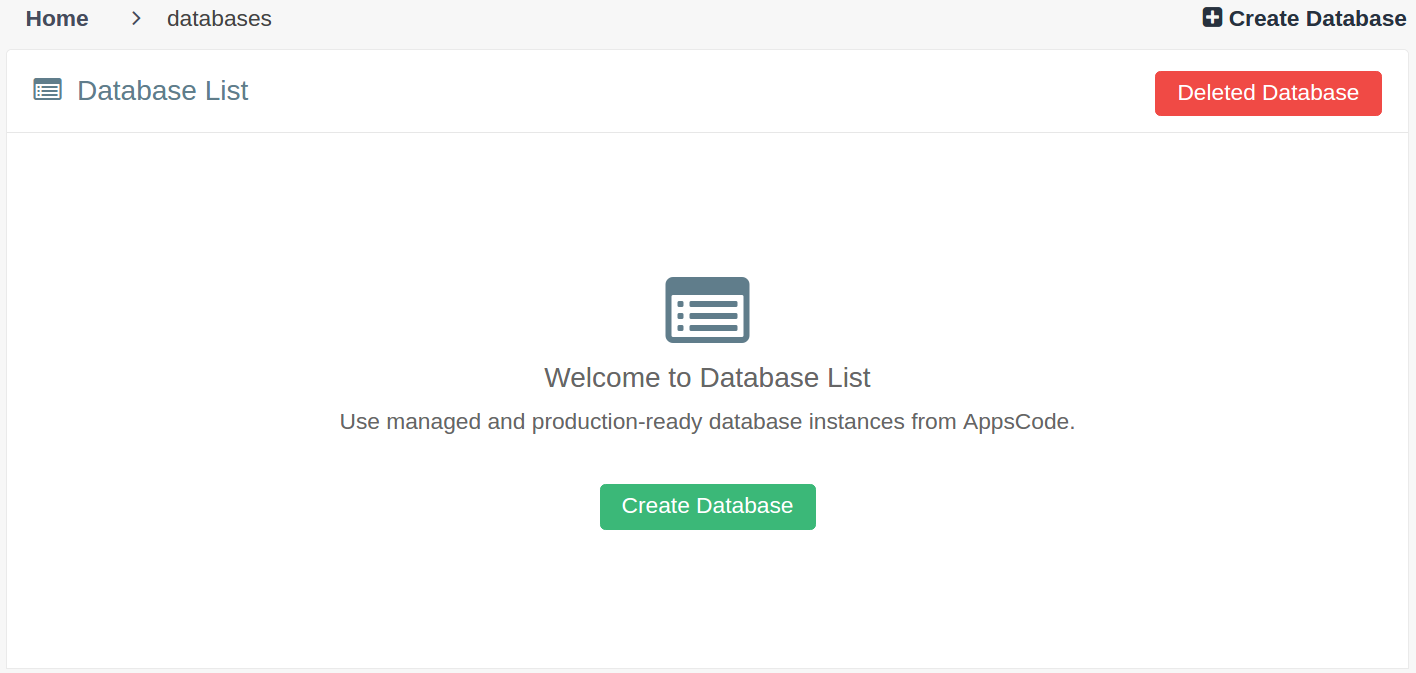 Home > databases
Create Database
Database List
Deleted Database
Welcome to Database List
Use managed and production-ready database instances from AppsCode.
Create Database